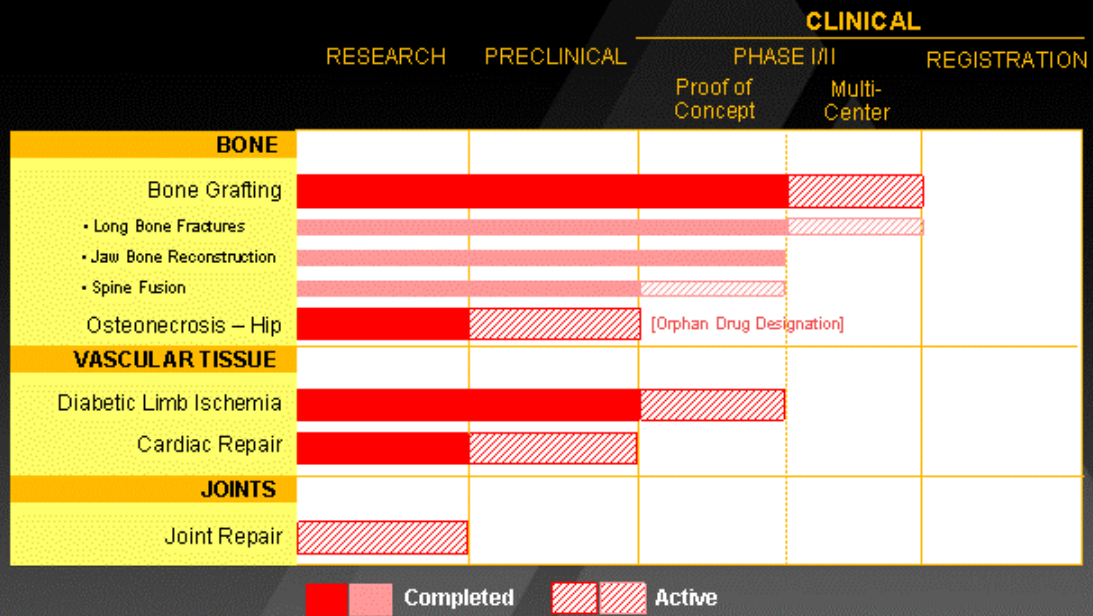 CLINICAL
RESEARCH PRECLINICAL PHASE I/II REGISTRATION
Proof of Multi-
Concept Center
BONE
Bone Grafting
• Long Bone Fractures
• Jaw Bone Reconstruction
• Spine Fusion
Osteonecrosis – Hip [Orphan Drug Designation]
VASCULAR TISSUE
Diabetic Limb Ischemia
Cardiac Repair
JOINTS
Joint Repair
Completed Active